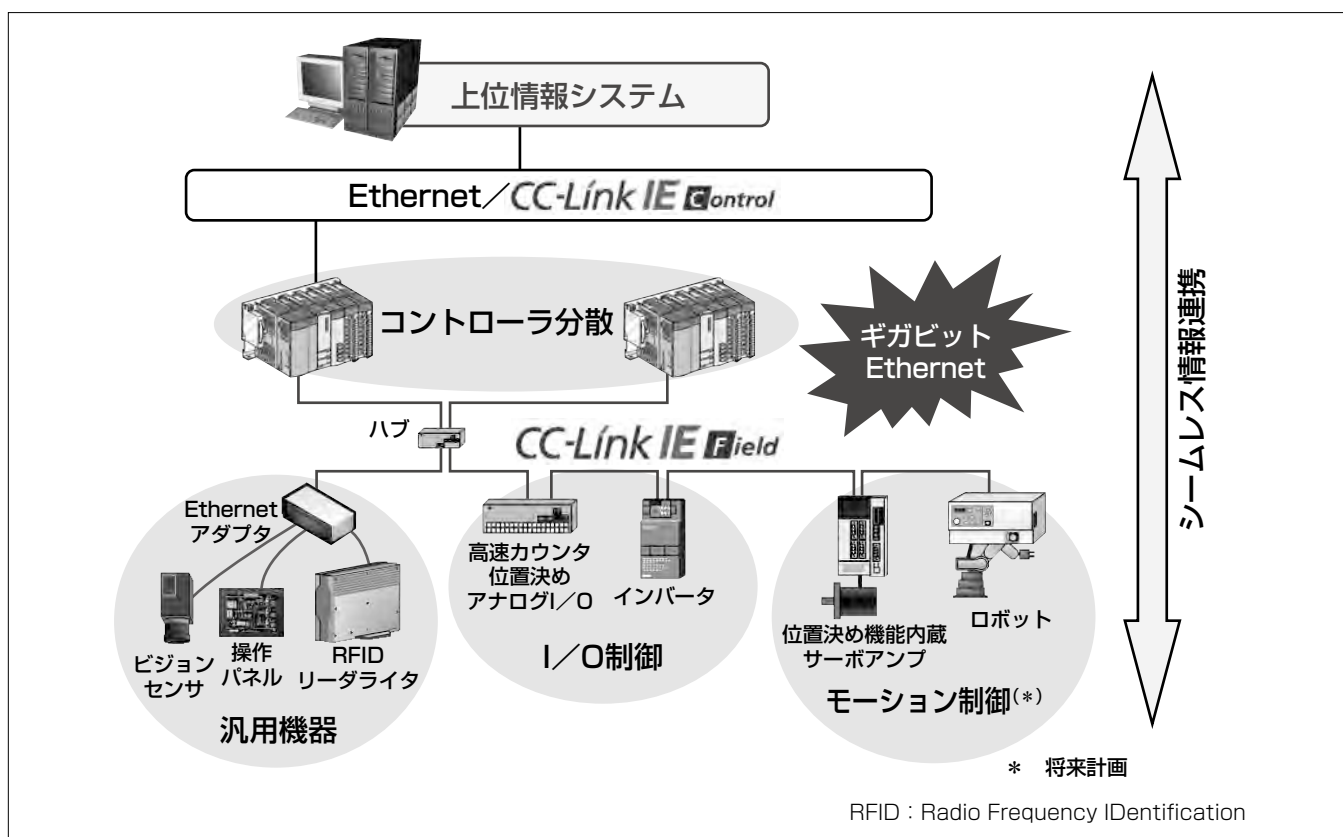 上位情報システム
Ethernet／CC-Link IE Control
コントローラ分散
ギガビット
Ethernet
シームレス情報連携
ハブ
CC-Link IE Field
Ethernet
アダプタ
ビジョン
センサ
操作
パネル
RFID
リーダライタ
汎用機器
高速カウンタ
位置決め
アナログI／O
インバータ
I／O制御
位置決め機能内蔵
サーボアンプ
ロボット
モーション制御(＊)
＊ 将来計画
RFID：Radio Frequency IDentification